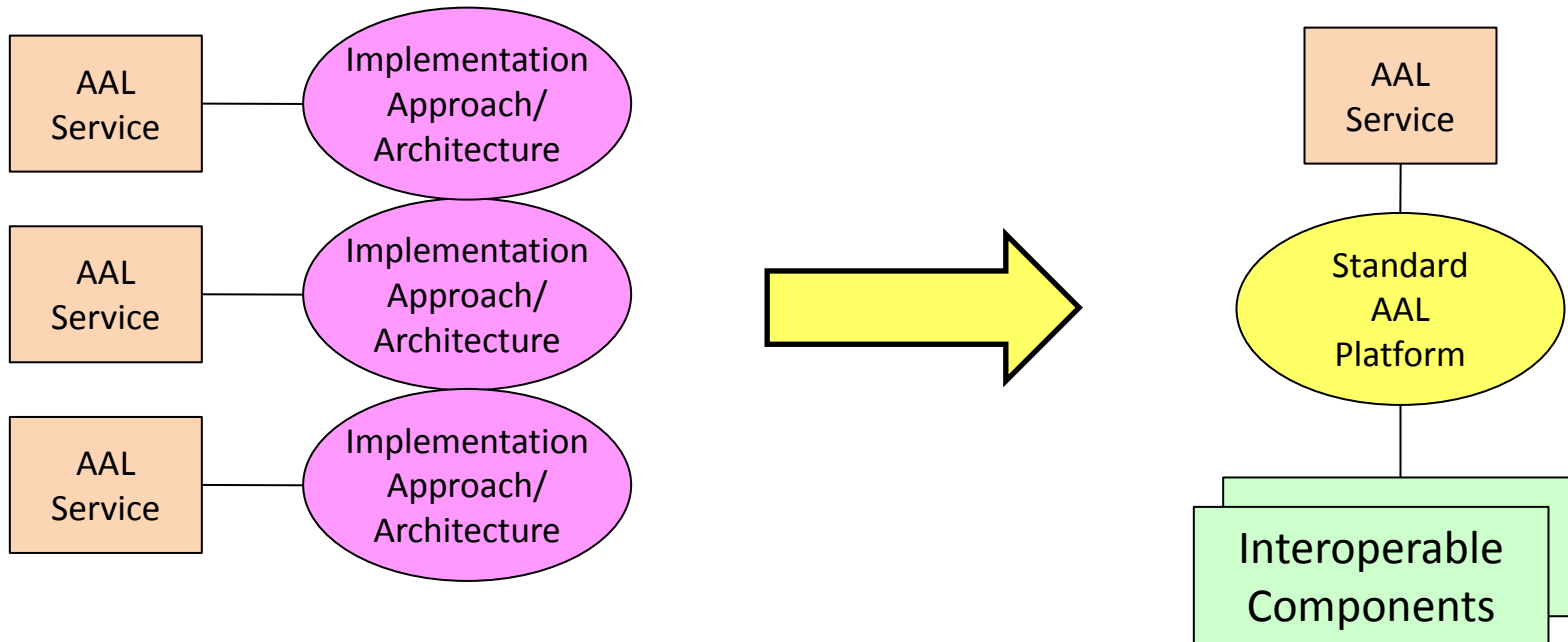 AAL
Service
Implementation
Approach/
Architecture
AAL
Service
Implementation
Approach/
Architecture
AAL
Service
Implementation
Approach/
Architecture
AAL
Service
Standard
AAL
Platform
Interoperable
Components